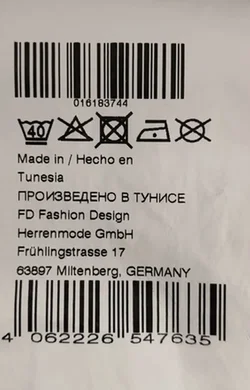 016183744
40
Made in / Hecho en
Tunesia
ПРОИЗВЕДЕНО В ТУНИСЕ
FD Fashion Design
Herrenmode GmbH
Frühlingstrasse 17
63897 Miltenberg, GERMANY
4 062226 547635